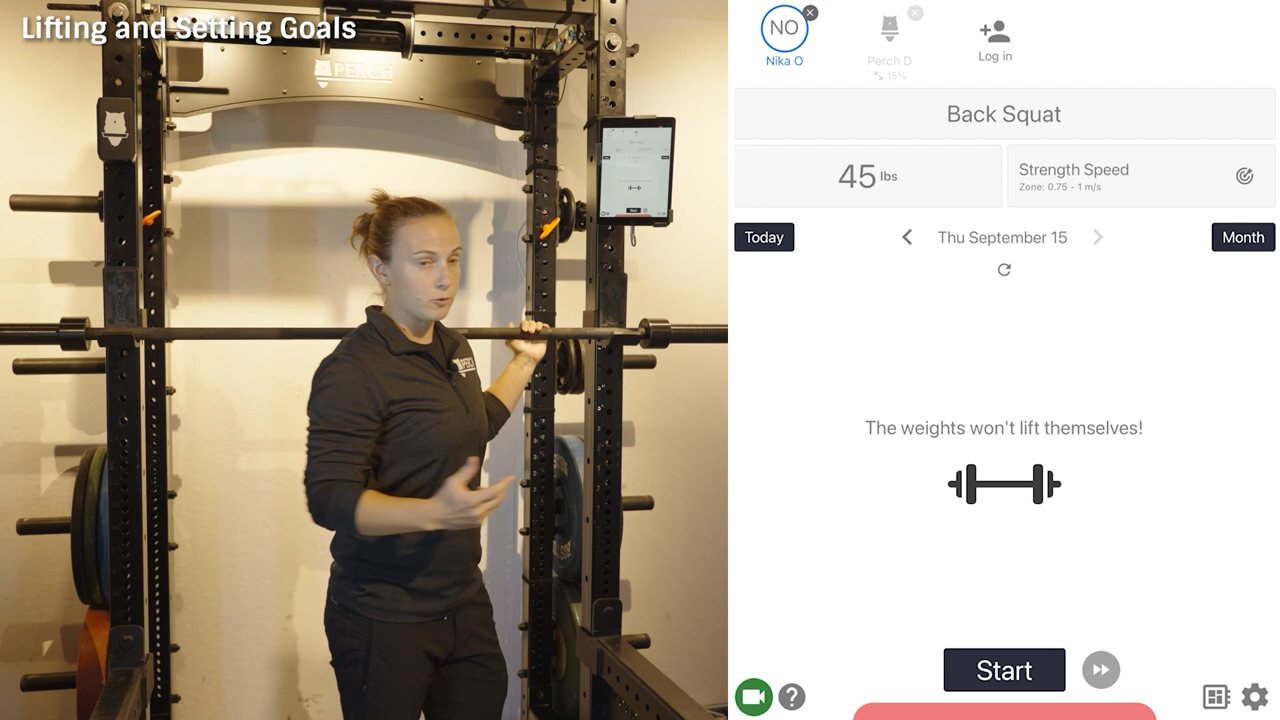 Lifting and Setting Goals
PERCH
PERCH
NO
Nika O
Perch D
15%
Log in
Back Squat
45 lbs
Strength Speed
Zone: 0.75 - 1 m/s
Today
Thu September 15
Month
The weights won't lift themselves!
Start